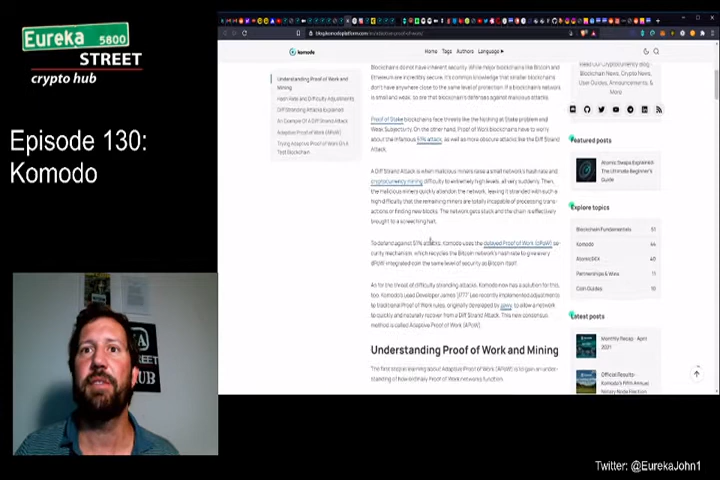 Eureka 5800
STREET
crypto hub
Episode 130:
Komodo
komodo
Home Tags Authors Language
Understanding Proof of Work and
Mining
Hash Rate and Difficulty Adjustments
Diff Stranding Attacks Explained
An Example Of A Diff Strand Attack
Adaptive Proof of Work (APoW)
Trying Adaptive Proof of Work On A
Test Blockchain
Blockchains do not have inherent security. While major blockchains like Bitcoin and
Ethereum are incredibly secure, it's common knowledge that smaller blockchains
don't have anywhere close to the same level of protection. If a blockchain's network
is small and weak, so are that blockchain's defenses against malicious attacks.
Proof of Stake blockchains face threats like the Nothing at Stake problem and
Weak Subjectivity. On the other hand, Proof of Work blockchains have to worry
about the infamous 51% attack, as well as more obscure attacks like the Diff Strand
Attack.
A Diff Strand Attack is when malicious miners raise a small network's hash rate and
cryptocurrency mining difficulty to extremely high levels, all very suddenly. Then,
the malicious miners quickly abandon the network, leaving it stranded with such a
high difficulty that the remaining miners are totally incapable of processing trans-
actions or finding new blocks. The network gets stuck and the chain is effectively
brought to a screeching halt.
To defend against 51% attacks, Komodo uses the delayed Proof of Work (dPoW) se-
curity mechanism, which recycles the Bitcoin network's hash rate to give every
dPoW integrated coin the same level of security as Bitcoin itself.
As for the threat of difficulty stranding attacks, Komodo now has a solution for this,
too. Komodo's Lead Developer James Lee recently implemented adjustments
to traditional Proof of Work rules, originally developed by zawy, to allow a network
to quickly and naturally recover from a Diff Strand Attack. This new consensus
method is called Adaptive Proof of Work (APoW).
Understanding Proof of Work and Mining
The first step in learning about Adaptive Proof of Work (APoW) is to gain an under-
standing of how ordinary Proof of Work networks function.
Read our Cryptocurrency Blog
Blockchain News, Crypto
News, User Guides,
Announcements, &
More
Featured posts
Atomic Swaps Explained:
The Ultimate Beginner's
Guide
Explore topics
Blockchain Fundamentals 51
Komodo
AtomicDEX
Partnerships & Wins 11
Coin Guides 10
Latest posts
Monthly Recap - April
2021
Official Results:
Komodo's Fifth Annual
Notary Node Election
Twitter: @EurekaJohn1